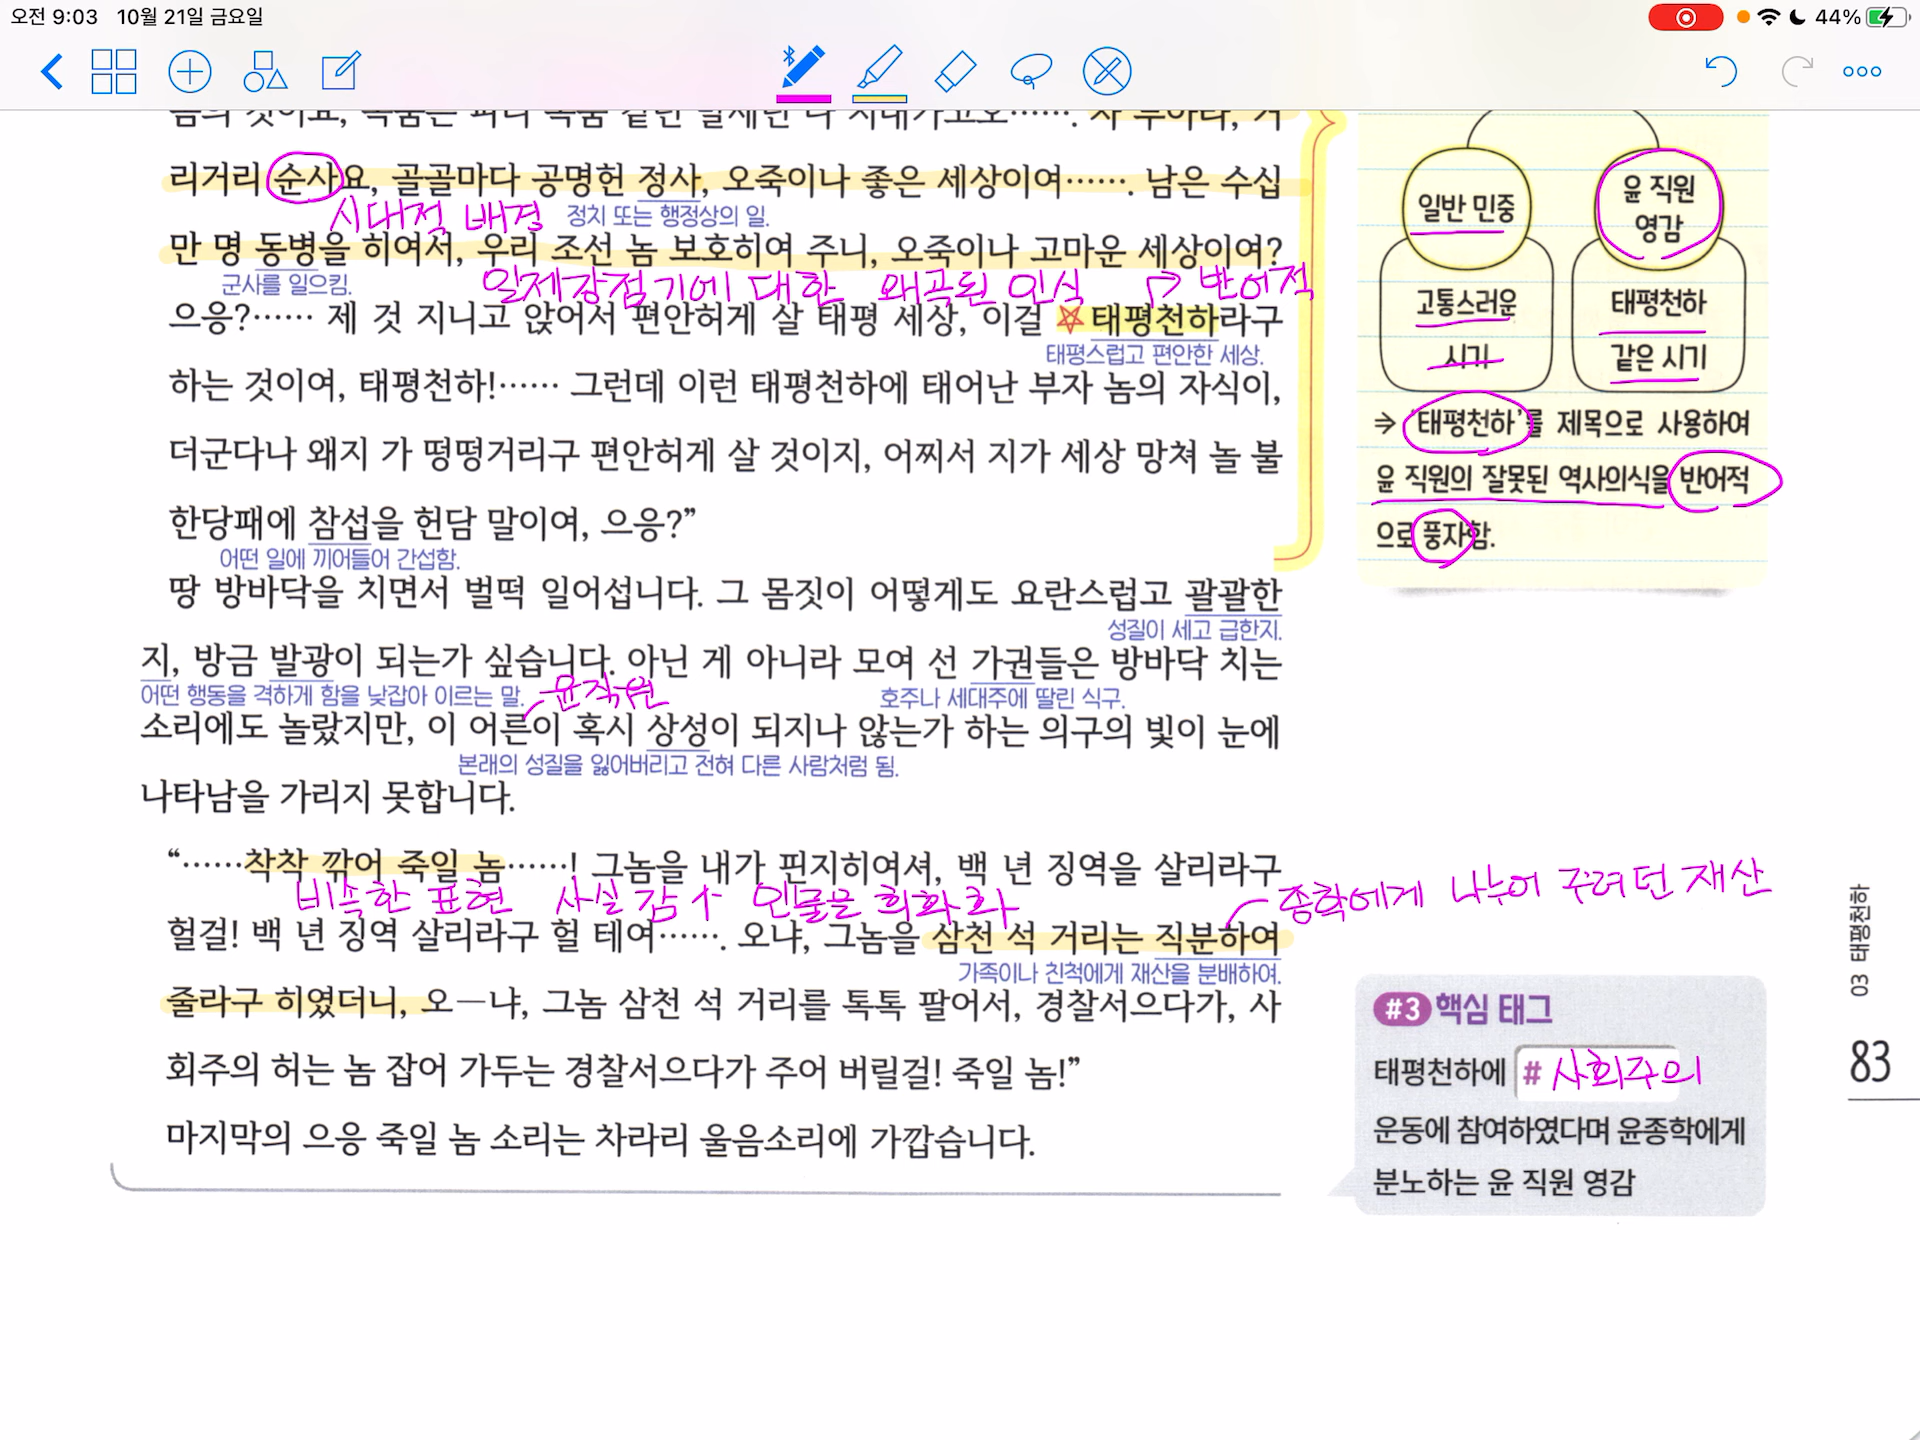 오전 9:03 10월 21일 금요일
44%
리거리 순사요, 골골마다 공명헌 정사, 오죽이나 좋은 세상이여……. 남은 수십
시대적 배경 정치 또는 행정상의 일.
만 명 동병을 히여서, 우리 조선 놈 보호히여 주니, 오죽이나 고마운 세상이여?
군사를 일으킴. 일제강점기에 대한 왜곡된 인식 → 반어적
으응?…… 제 것 지니고 앉어서 편안허게 살 태평 세상, 이걸 태평천하라구
태평스럽고 편안한 세상.
하는 것이여, 태평천하!…… 그런데 이런 태평천하에 태어난 부자 놈의 자식이,
더군다나 왜지 가 떵떵거리구 편안허게 살 것이지, 어찌서 지가 세상 망쳐 놀 불
한당패에 참섭을 헌담 말이여, 으응?”
어떤 일에 끼어들어 간섭함.
땅 방바닥을 치면서 벌떡 일어섭니다. 그 몸짓이 어떻게도 요란스럽고 괄괄한
성질이 세고 급한지.
지, 방금 발광이 되는가 싶습니다. 아닌 게 아니라 모여 선 가권들은 방바닥 치는
어떤 행동을 격하게 함을 낮잡아 이르는 말. 윤직원 호주나 세대주에 딸린 식구.
소리에도 놀랐지만, 이 어른이 혹시 상성이 되지나 않는가 하는 의구의 빛이 눈에
본래의 성질을 잃어버리고 전혀 다른 사람처럼 됨.
나타남을 가리지 못합니다.
“……착착 깎어 죽일 놈……! 그놈을 내가 핀지히여셔, 백 년 징역을 살리라구
비속한 표현 사실감↑ 인물을 희화화 종학에게 나누어 주려던 재산
헐걸! 백 년 징역 살리라구 헐 테여……. 오냐, 그놈을 삼천 석 거리는 직분하여
가족이나 친척에게 재산을 분배하여.
줄라구 히였더니, 오―냐, 그놈 삼천 석 거리를 톡톡 팔어서, 경찰서으다가, 사
회주의 허는 놈 잡어 가두는 경찰서으다가 주어 버릴걸! 죽일 놈!”
마지막의 으응 죽일 놈 소리는 차라리 울음소리에 가깝습니다.
일반 민중
고통스러운
시기
윤 직원
영감
태평천하
같은 시기
⇒ ‘태평천하’를 제목으로 사용하여
윤 직원의 잘못된 역사의식을 반어적
으로 풍자함.
03 태평천하
83
#3 핵심 태그
태평천하에 # 사회주의
운동에 참여하였다며 윤종학에게
분노하는 윤 직원 영감